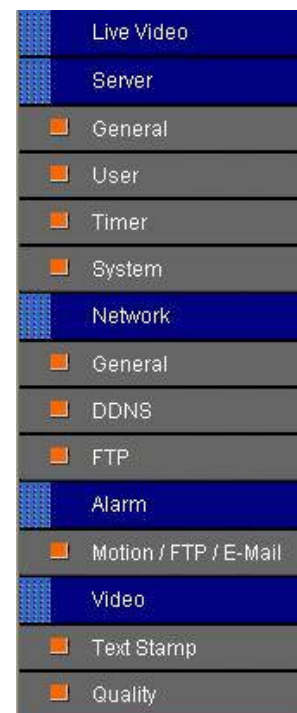 Live Video
Server
General
User
Timer
System
Network
General
DDNS
FTP
Alarm
Motion / FTP / E-Mail
Video
Text Stamp
Quality